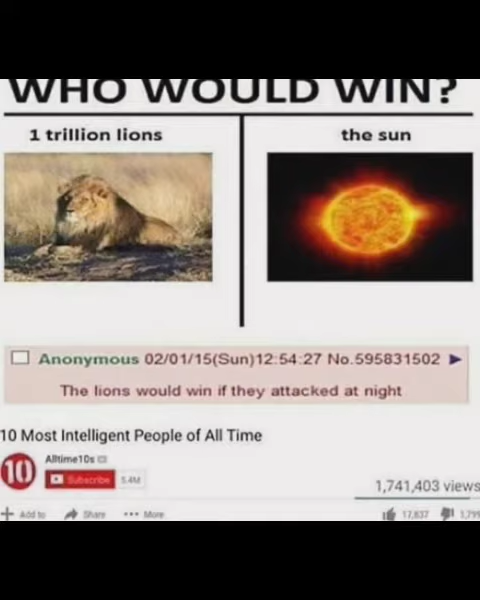 WHO WOULD WIN?
1 trillion lions
the sun
Anonymous 02/01/15(Sun)12:54:27 No.595831502
The lions would win if they attacked at night
10 Most Intelligent People of All Time
10
Alltime10s
Subscribe 5.4M
1,741,403 views
Add to Share More
17,837